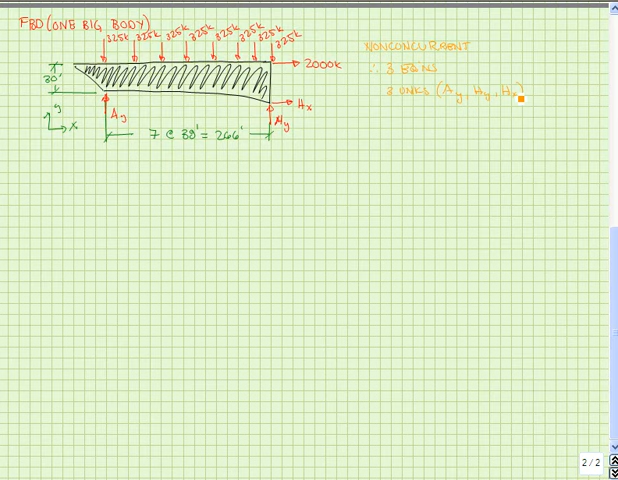 FBD (ONE BIG BODY)
325k 325k 325k 325k 325k 325k 325k 325k
2000k
30'
Ay
Hx
Hy
y
x
7 @ 38' = 266'
NONCONCURRENT
∴ 3 EQNS
3 UNKS (Ay, Hy, Hx)
2 / 2